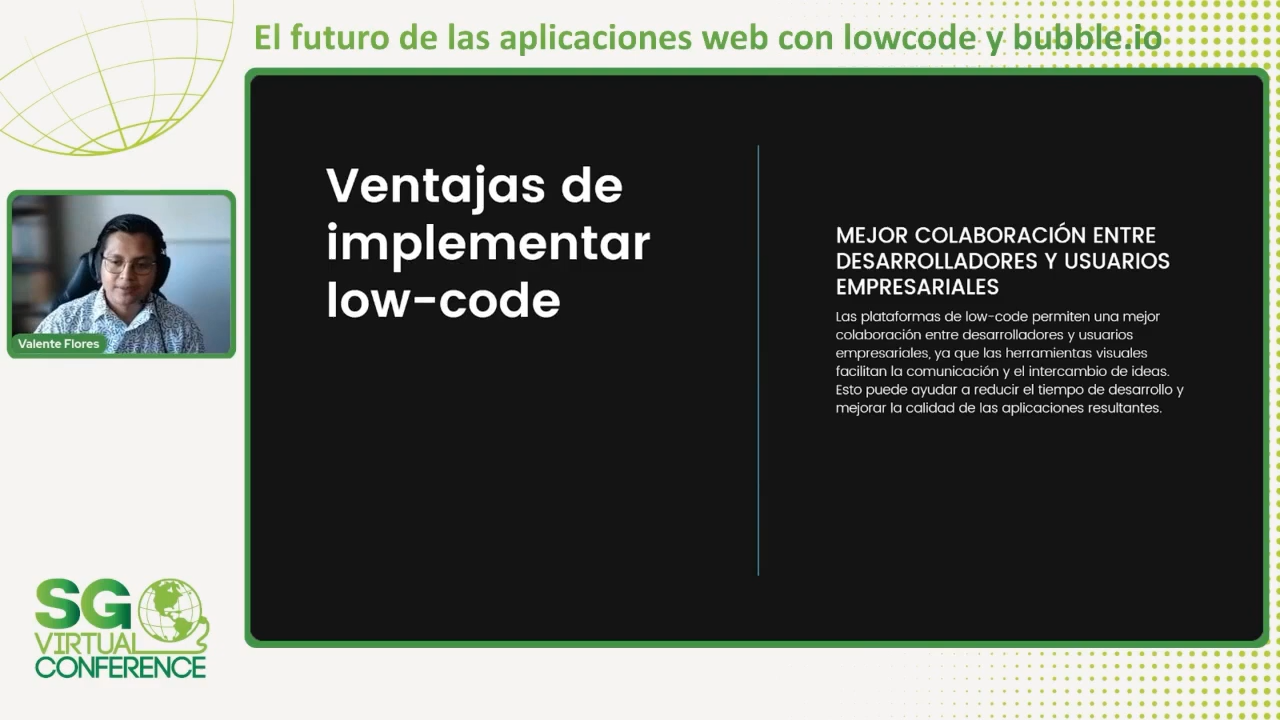 El futuro de las aplicaciones web con lowcode y bubble.io
Ventajas de
implementar
low-code
MEJOR COLABORACIÓN ENTRE
DESARROLLADORES Y USUARIOS
EMPRESARIALES
Las plataformas de low-code permiten una mejor
colaboración entre desarrolladores y usuarios
empresariales, ya que las herramientas visuales
facilitan la comunicación y el intercambio de ideas.
Esto puede ayudar a reducir el tiempo de desarrollo y
mejorar la calidad de las aplicaciones resultantes.
Valente Flores
SG
VIRTUAL
CONFERENCE